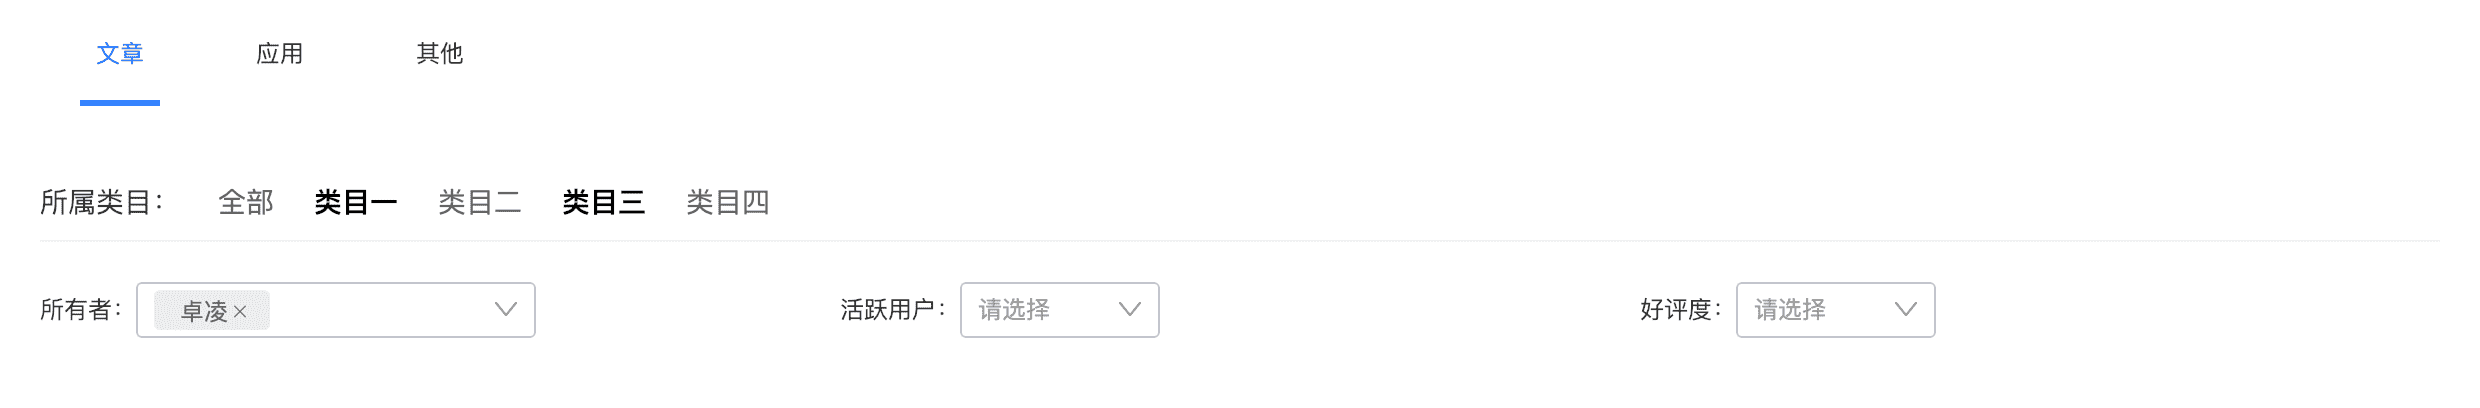 文章 应用 其他
所属类目： 全部 类目一 类目二 类目三 类目四
所有者： 卓凌 × 活跃用户： 请选择 好评度： 请选择